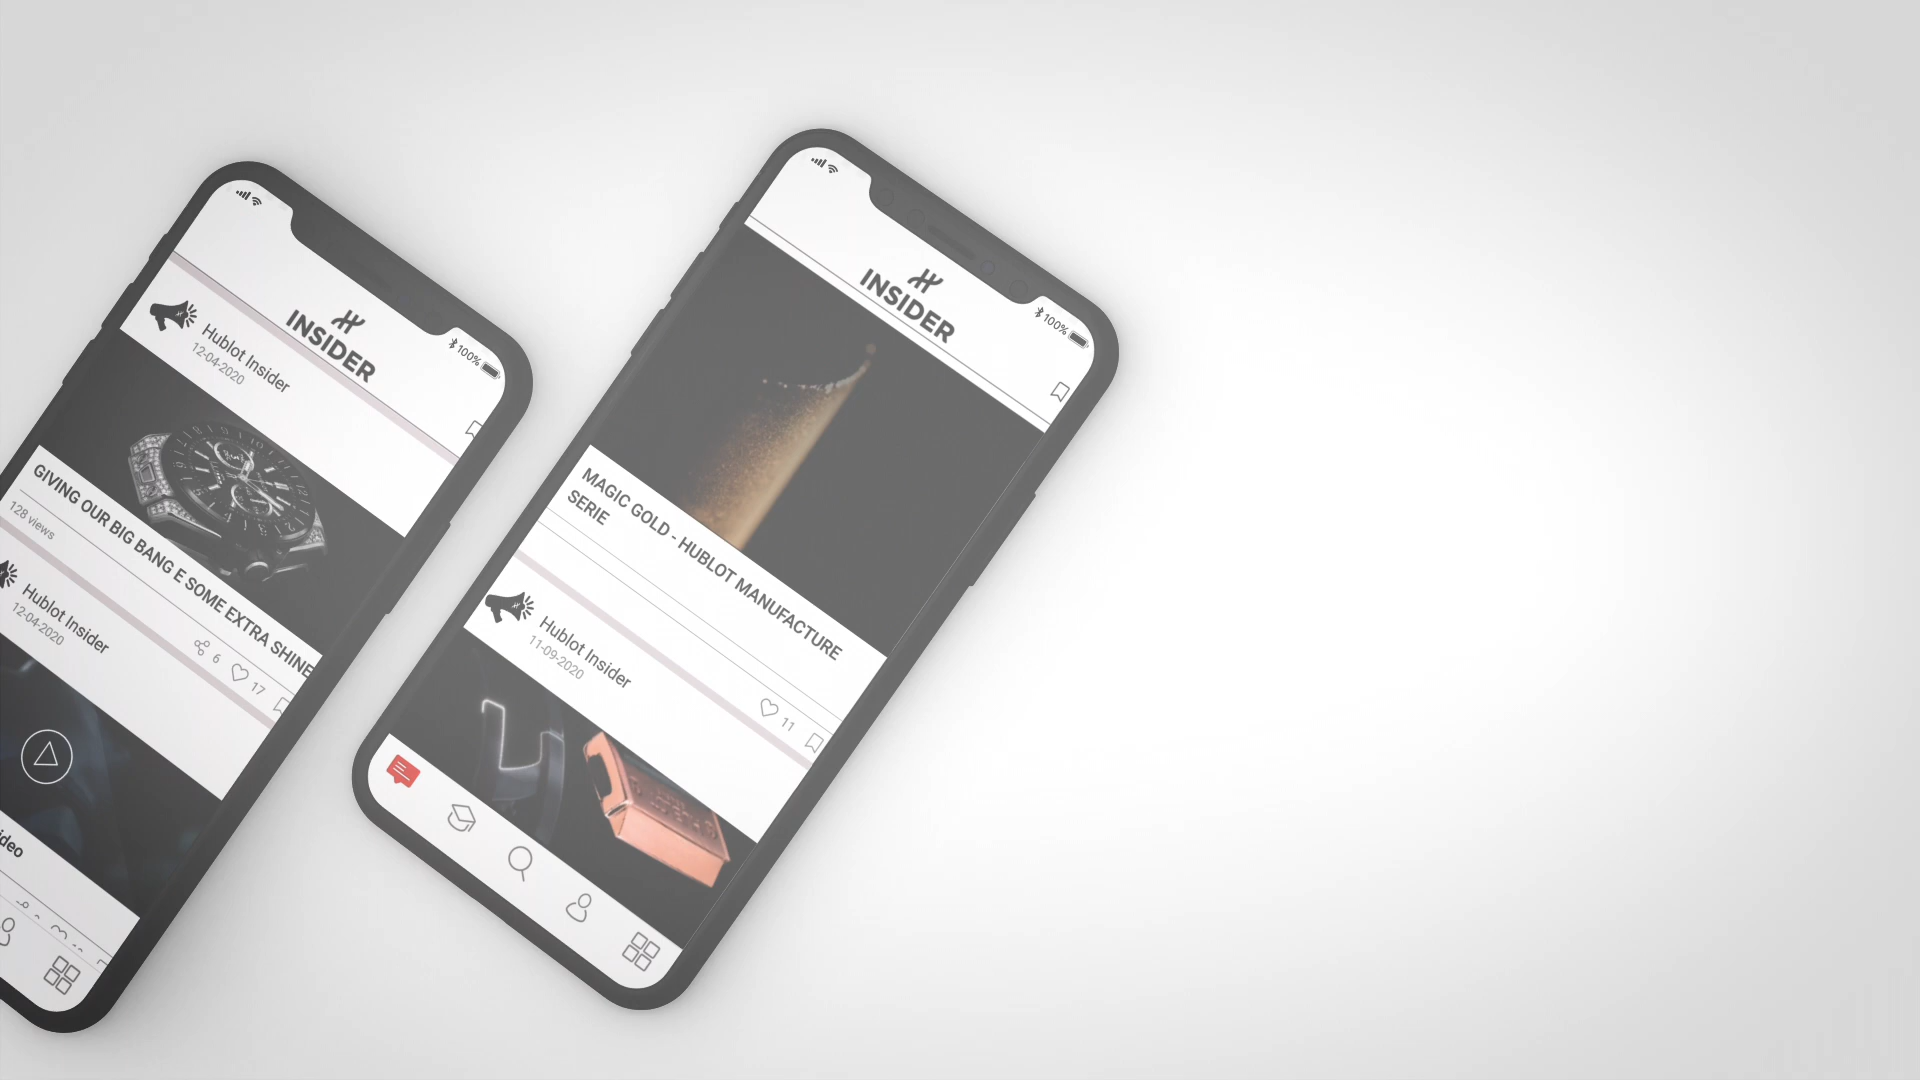 INSIDER
100%
Hublot Insider
12-04-2020
GIVING OUR BIG BANG E SOME EXTRA SHINE
128 views
6
17
Hublot Insider
12-04-2020
INSIDER
100%
MAGIC GOLD - HUBLOT MANUFACTURE
SERIE
11
Hublot Insider
11-09-2020